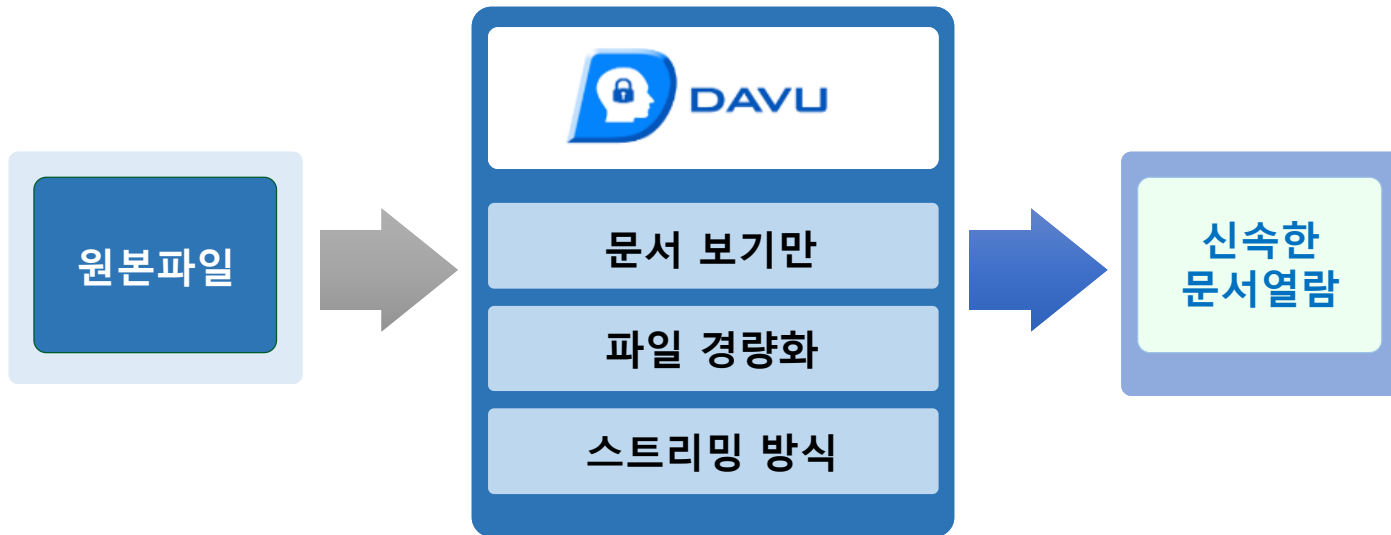 DAVU
원본파일
문서 보기만
파일 경량화
스트리밍 방식
신속한
문서열람